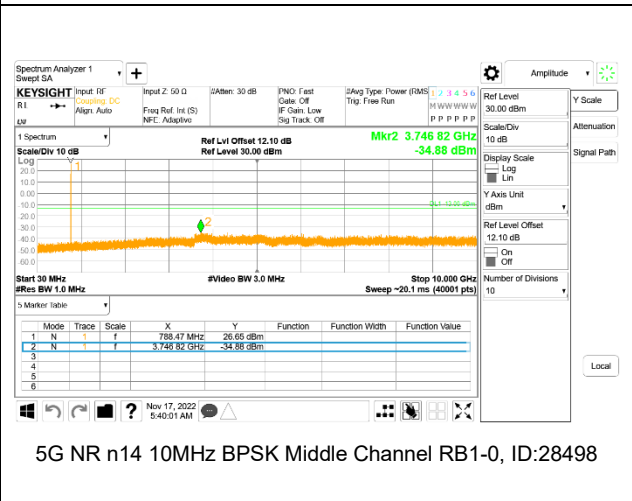 Spectrum Analyzer 1
Swept SA
KEYSIGHT
RL
Input: RF
Coupling: DC
Align: Auto
Input Z: 50 Ω
Freq Ref: Int (S)
NFE: Adaptive
#Atten: 30 dB
PNO: Fast
Gate: Off
IF Gain: Low
Sig Track: Off
#Avg Type: Power (RMS
Trig: Free Run
1 2 3 4 5 6
M W W W W W
P P P P P P
1 Spectrum
Scale/Div 10 dB
Ref Lvl Offset 12.10 dB
Ref Level 30.00 dBm
Mkr2 3.746 82 GHz
-34.88 dBm
Log
20.0
10.0
0.00
-10.0
-20.0
-30.0
-40.0
-50.0
-60.0
1
2
Start 30 MHz
#Res BW 1.0 MHz
#Video BW 3.0 MHz
Stop 10.000 GHz
Sweep ~20.1 ms (40001 pts)
5 Marker Table
Mode Trace Scale X Y Function Function Width Function Value
1 N 1 f 788.47 MHz 26.65 dBm
2 N 1 f 3.746 82 GHz -34.88 dBm
3
4
5
6
?
Nov 17, 2022
5:40:01 AM
Amplitude
Ref Level
30.00 dBm
Scale/Div
10 dB
Display Scale
Log
Lin
Y Axis Unit
dBm
Ref Level Offset
12.10 dB
On
Off
Number of Divisions
10
Y Scale
Attenuation
Signal Path
Local
5G NR n14 10MHz BPSK Middle Channel RB1-0, ID:28498